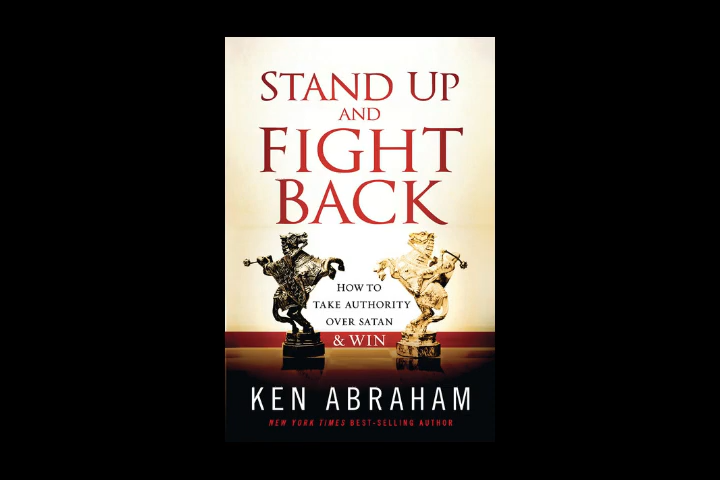 STAND UP
AND
FIGHT
BACK
HOW TO
TAKE AUTHORITY
OVER SATAN
& WIN
KEN ABRAHAM
NEW YORK TIMES BEST-SELLING AUTHOR